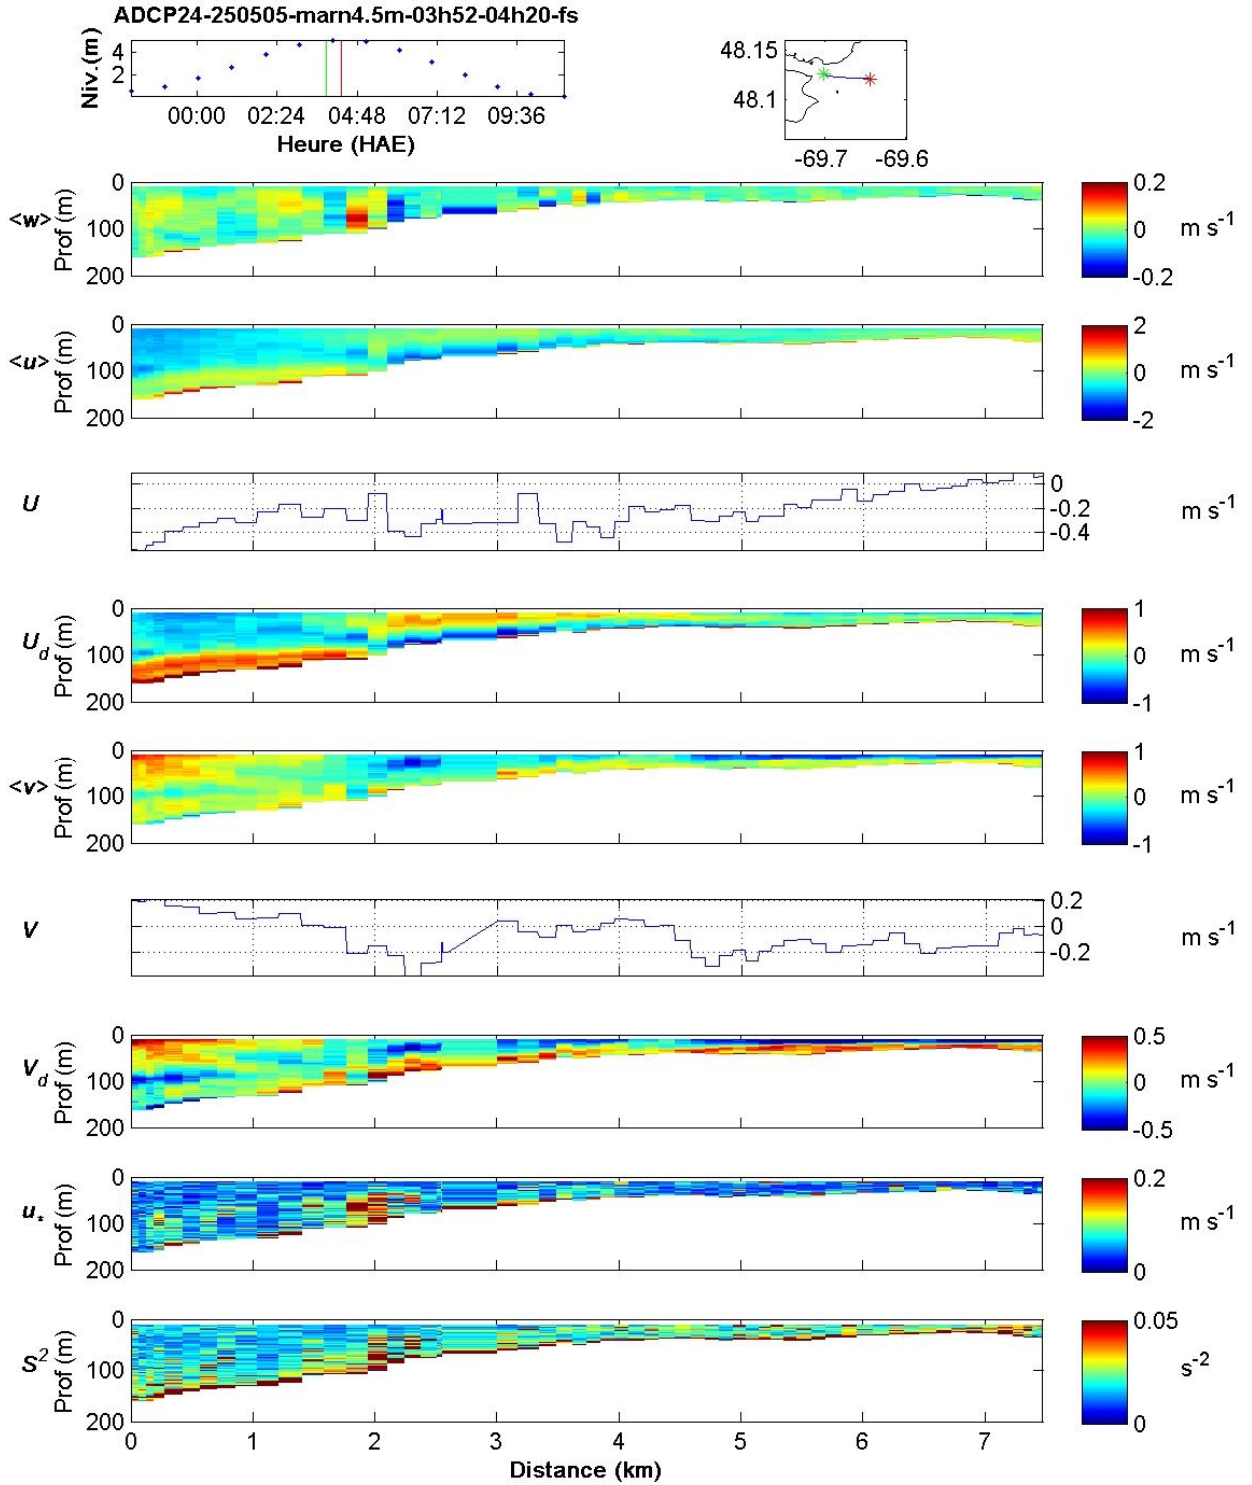 ADCP24-250505-marn4.5m-03h52-04h20-fs
Niv.(m)
4
2
00:00 02:24 04:48 07:12 09:36
Heure (HAE)
48.15
48.1
-69.7 -69.6
<w>
Prof (m)
0
100
200
0.2
0
-0.2
m s-1
<u>
Prof (m)
0
100
200
2
0
-2
m s-1
U
0
-0.2
-0.4
m s-1
Ud
Prof (m)
0
100
200
1
0
-1
m s-1
<v>
Prof (m)
0
100
200
1
0
-1
m s-1
V
0.2
0
-0.2
m s-1
Vd
Prof (m)
0
100
200
0.5
0
-0.5
m s-1
u*
Prof (m)
0
100
200
0.2
0
m s-1
S2
Prof (m)
0
100
200
0.05
0
s-2
0 1 2 3 4 5 6 7
Distance (km)